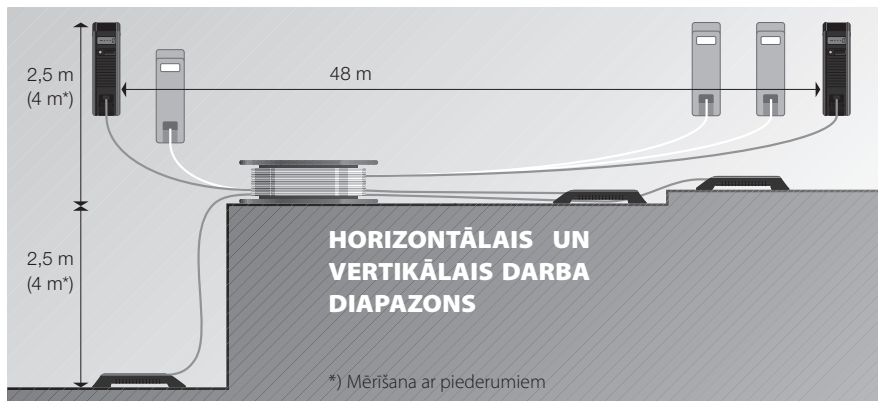 2,5 m
(4 m*)
48 m
2,5 m
(4 m*)
HORIZONTĀLAIS UN
VERTIKĀLAIS DARBA
DIAPAZONS
*) Mērīšana ar piederumiem